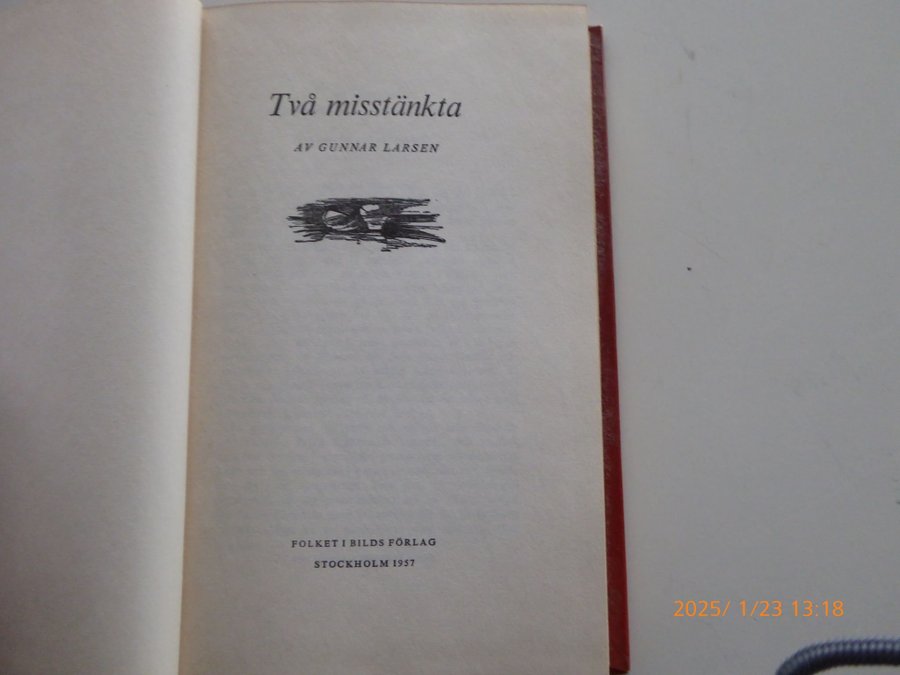 Två misstänkta
AV GUNNAR LARSEN
FOLKET I BILDS FÖRLAG
STOCKHOLM 1957
2025/ 1/23 13:18